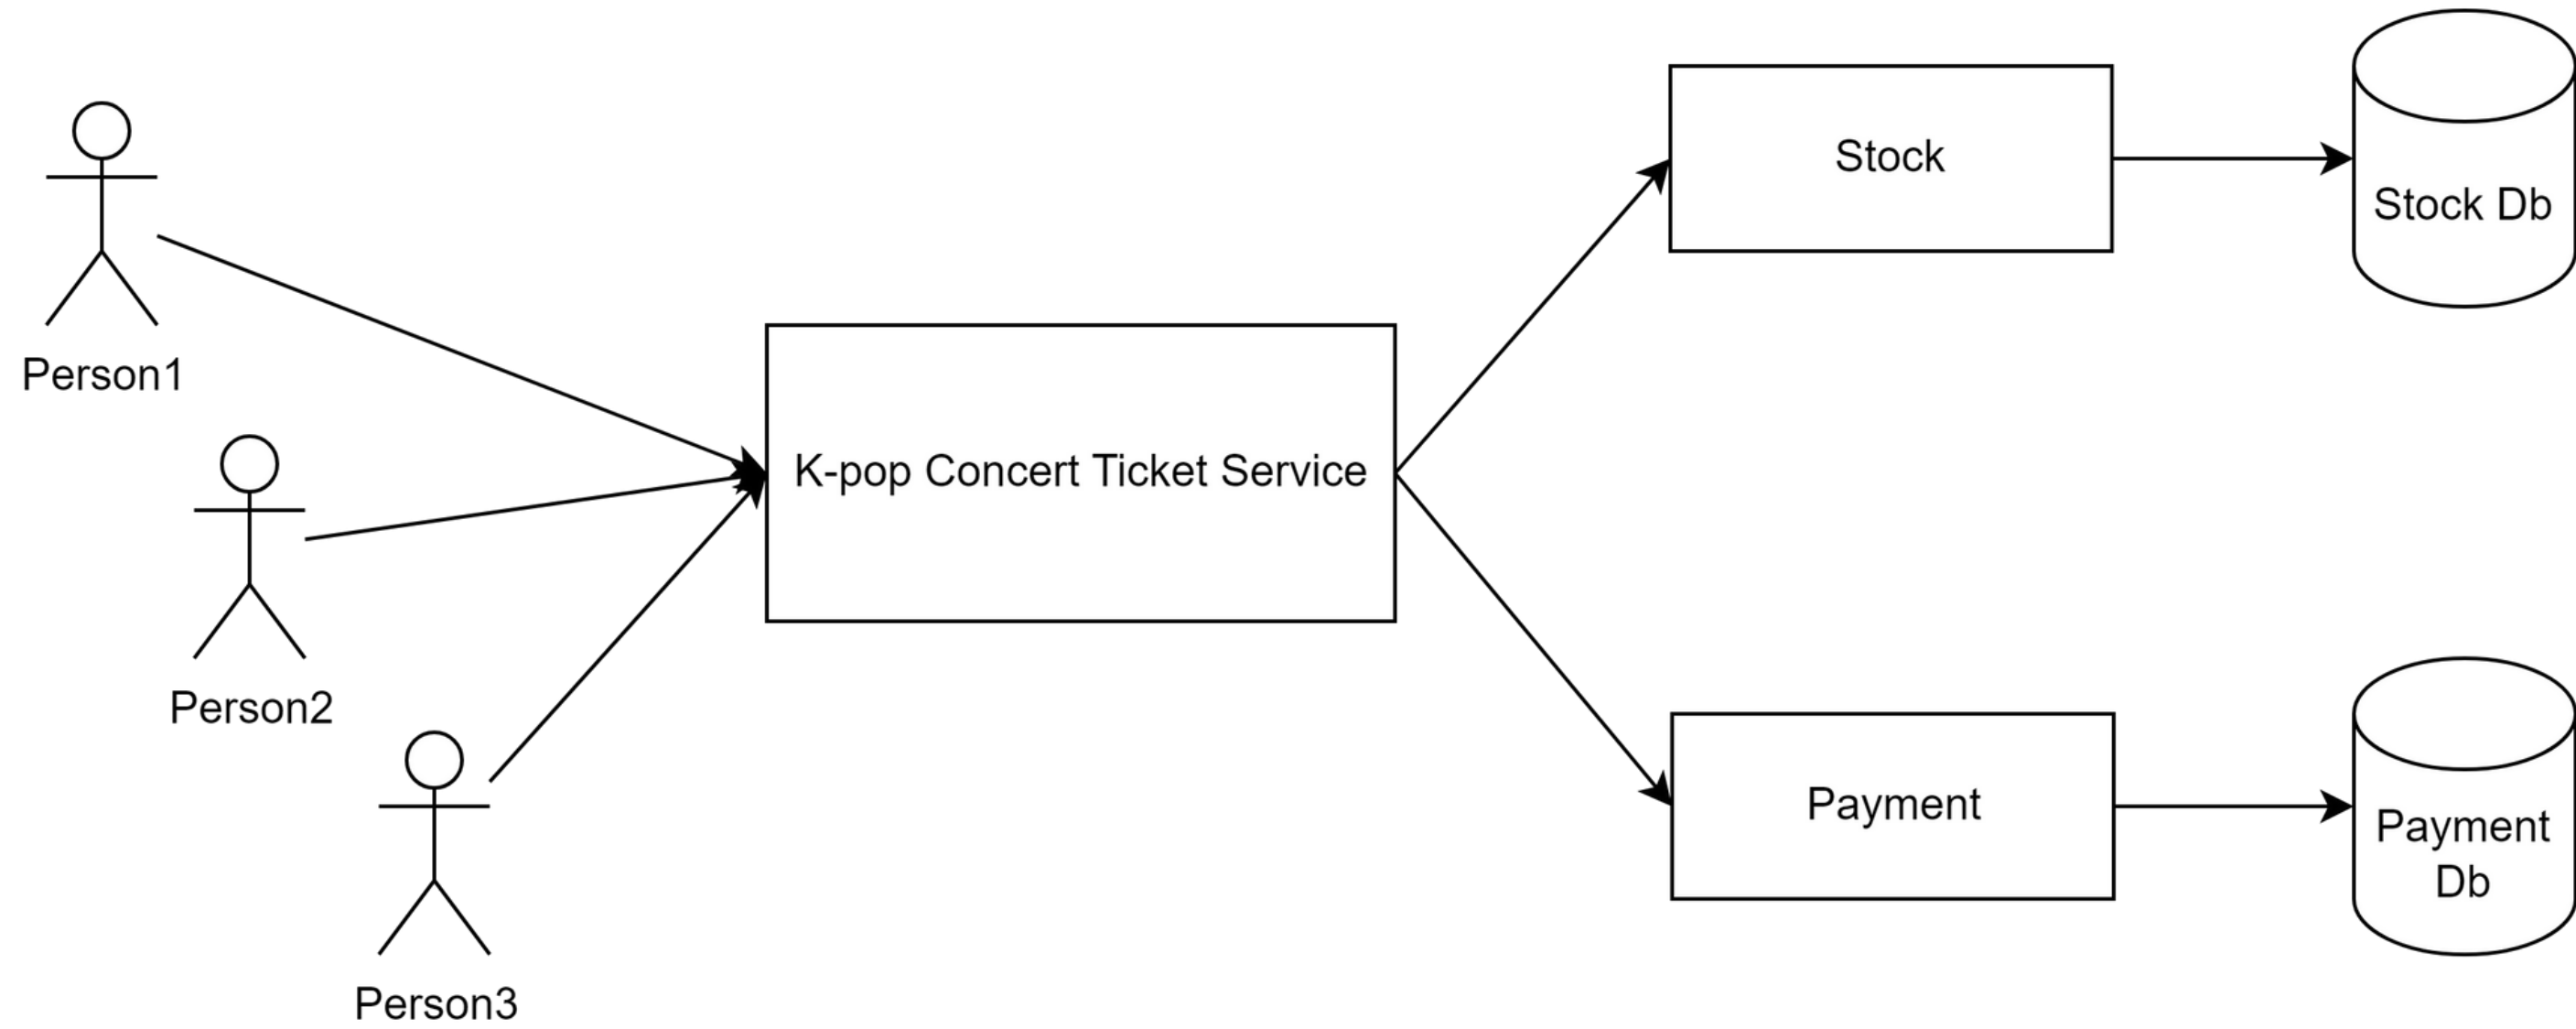 Person1
Person2
Person3
K-pop Concert Ticket Service
Stock
Stock Db
Payment
Payment
Db